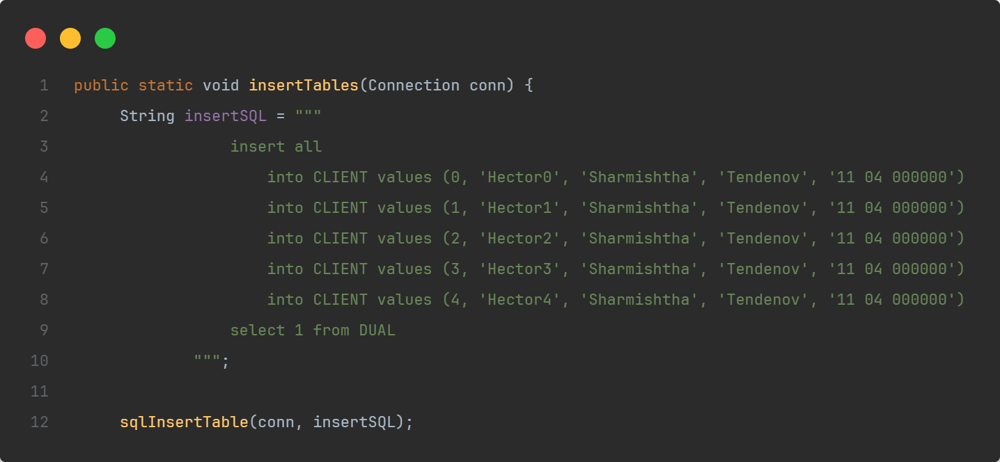 1 public static void insertTables(Connection conn) {
2 String insertSQL = """
3 insert all
4 into CLIENT values (0, 'Hector0', 'Sharmishtha', 'Tendenov', '11 04 000000')
5 into CLIENT values (1, 'Hector1', 'Sharmishtha', 'Tendenov', '11 04 000000')
6 into CLIENT values (2, 'Hector2', 'Sharmishtha', 'Tendenov', '11 04 000000')
7 into CLIENT values (3, 'Hector3', 'Sharmishtha', 'Tendenov', '11 04 000000')
8 into CLIENT values (4, 'Hector4', 'Sharmishtha', 'Tendenov', '11 04 000000')
9 select 1 from DUAL
10 """;
11
12 sqlInsertTable(conn, insertSQL);